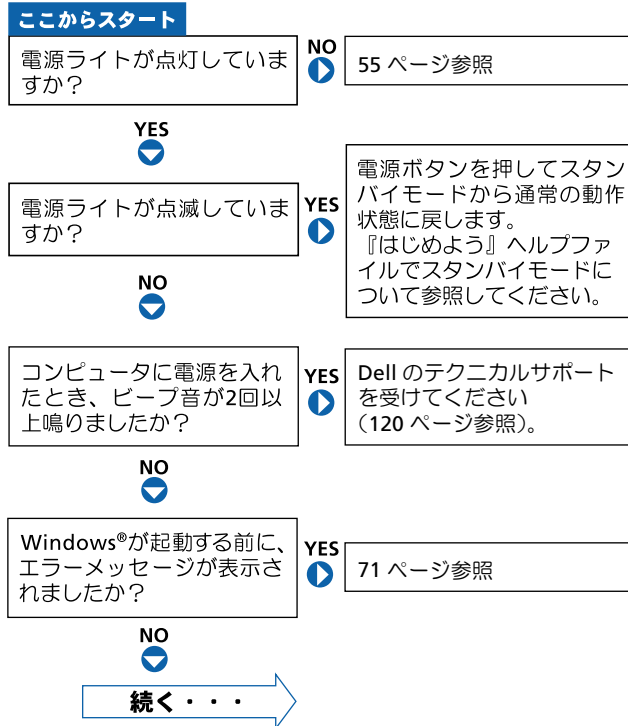 ここからスタート
電源ライトが点灯していま
すか？
NO
55 ページ参照
YES
電源ライトが点滅していま
すか？
YES
電源ボタンを押してスタン
バイモードから通常の動作
状態に戻します。
『はじめよう』ヘルプファ
イルでスタンバイモードに
ついて参照してください。
NO
コンピュータに電源を入れ
たとき、ビープ音が2回以
上鳴りましたか？
YES
Dell のテクニカルサポート
を受けてください
（120 ページ参照）。
NO
Windows®が起動する前に、
エラーメッセージが表示さ
れましたか？
YES
71 ページ参照
NO
続く・・・